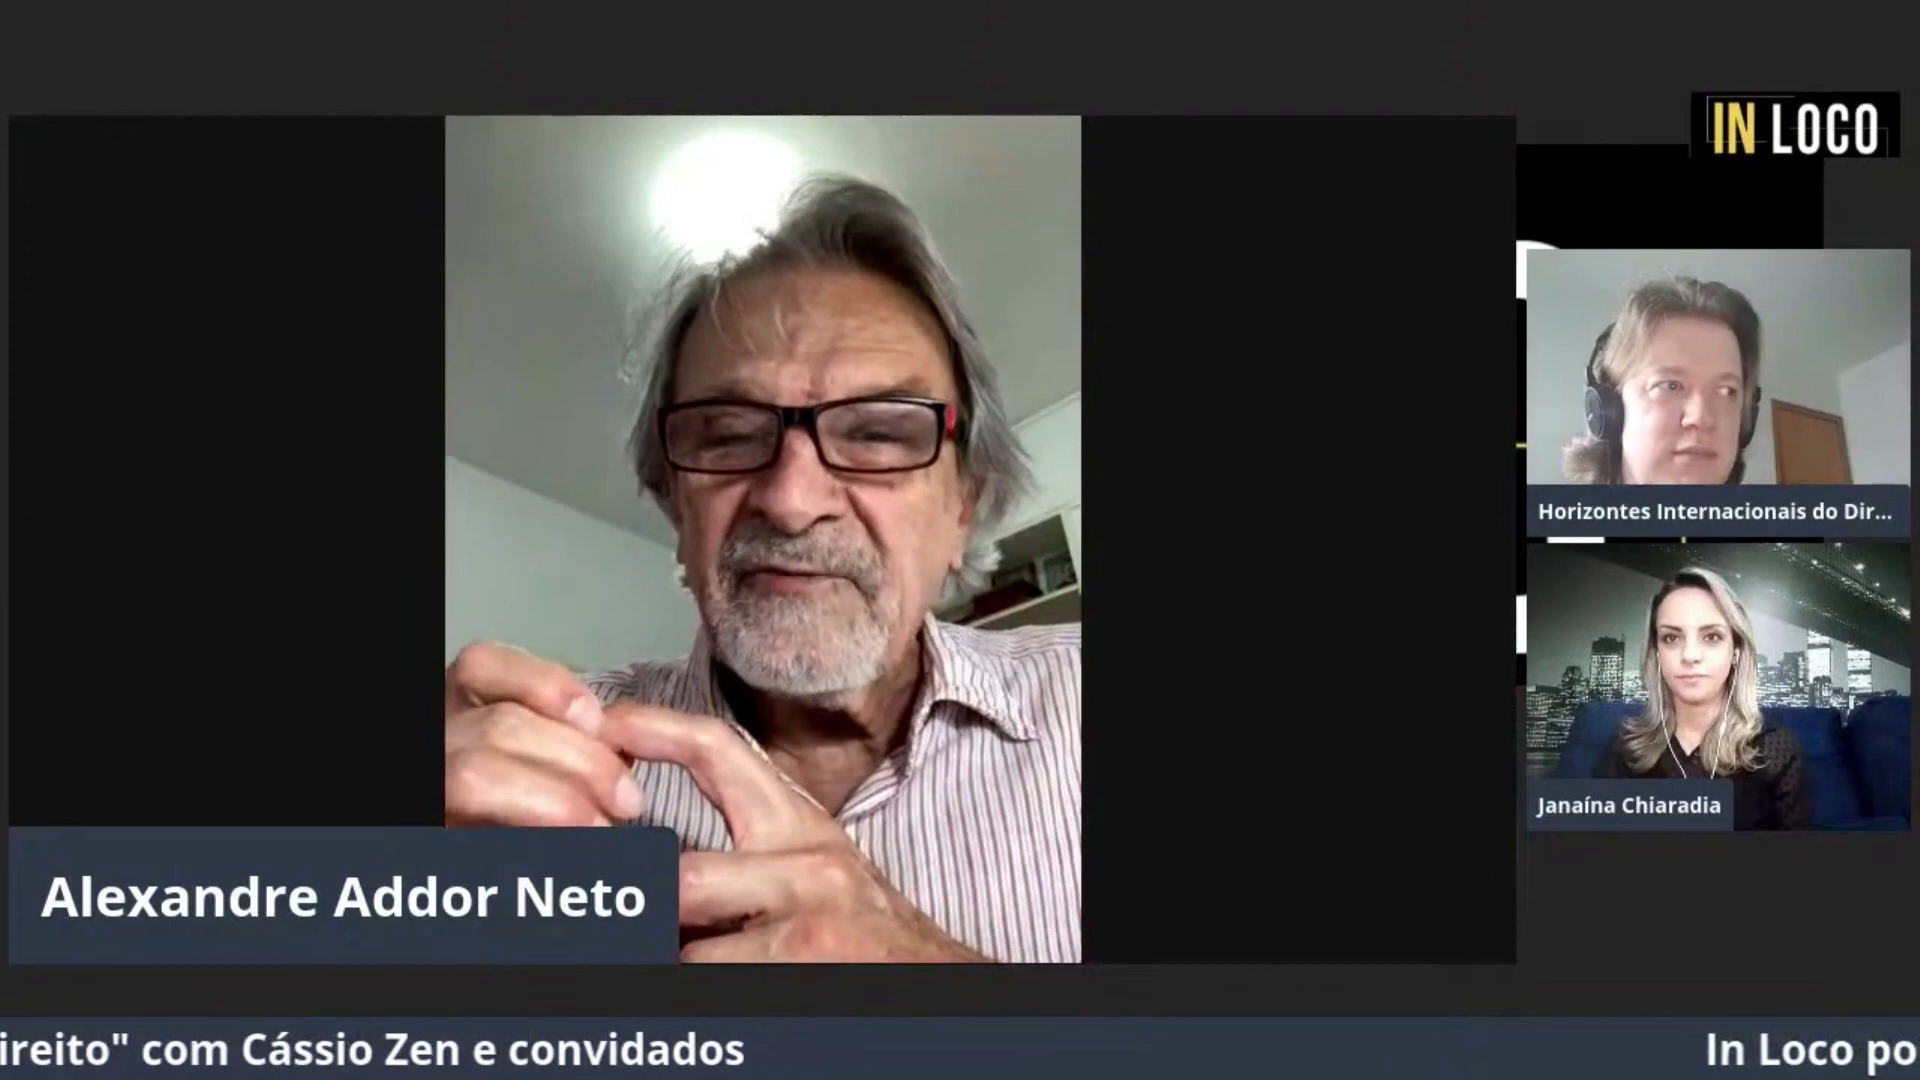 IN LOCO
Horizontes Internacionais do Dir...
Janaína Chiaradia
Alexandre Addor Neto
ireito" com Cássio Zen e convidados
In Loco po